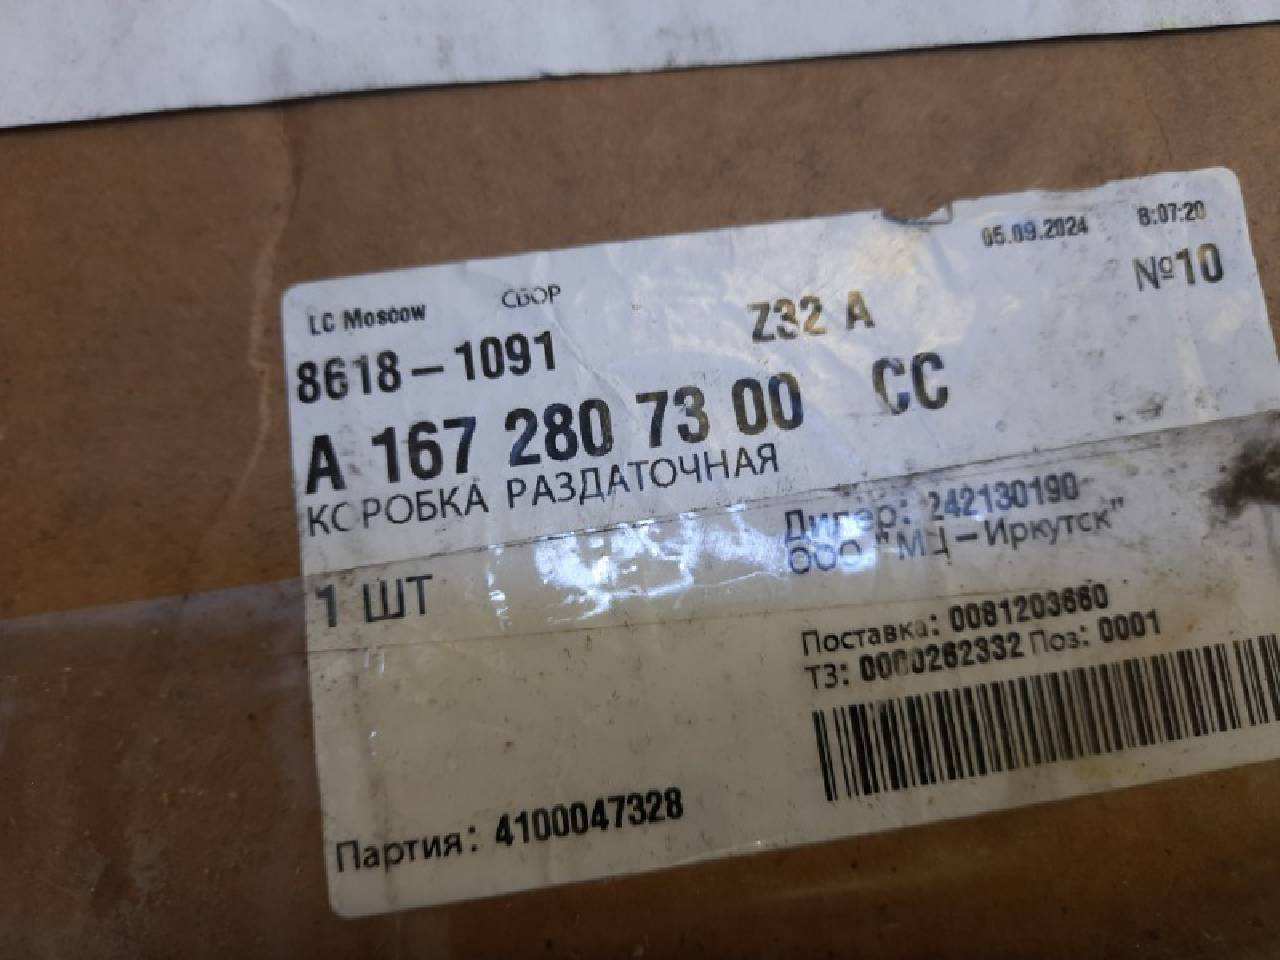 05.09.2024 8:07:20
LC Moscow СБОР Z32 A №10
8618-1091
A 167 280 73 00 CC
КОРОБКА РАЗДАТОЧНАЯ
Дилер: 242130190
1 ШТ ООО "МЦ-Иркутск"
Поставка: 0081203660
ТЗ: 0000262332 Поз: 0001
Партия: 4100047328